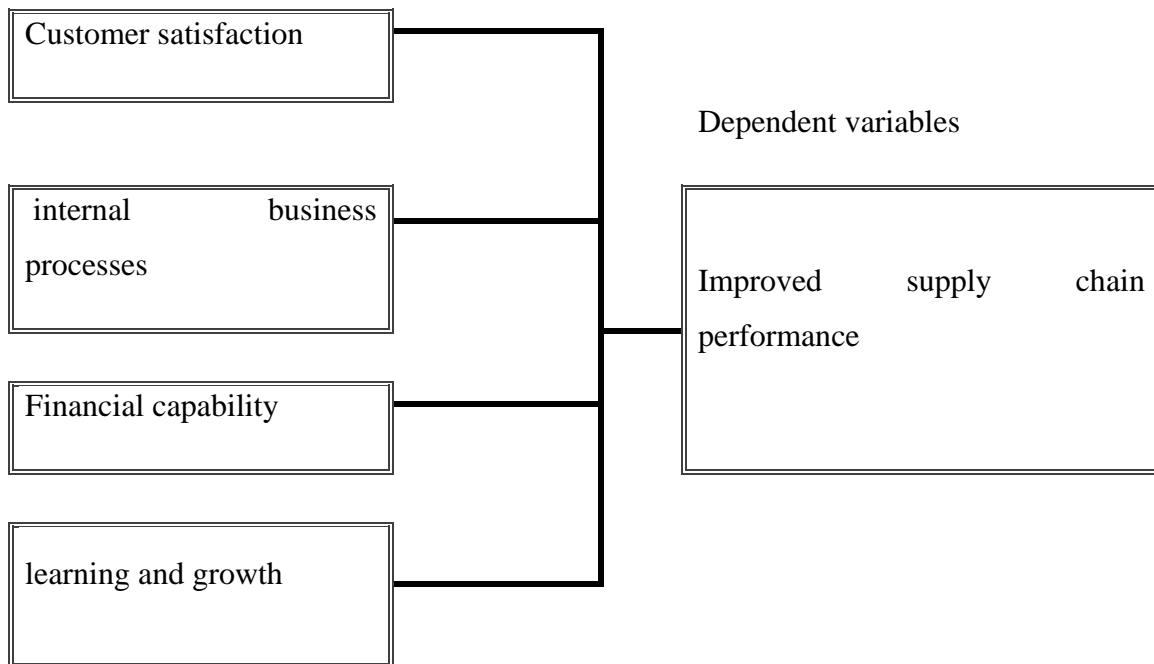 Customer satisfaction
Dependent variables
internal business
processes
Improved supply chain
performance
Financial capability
learning and growth